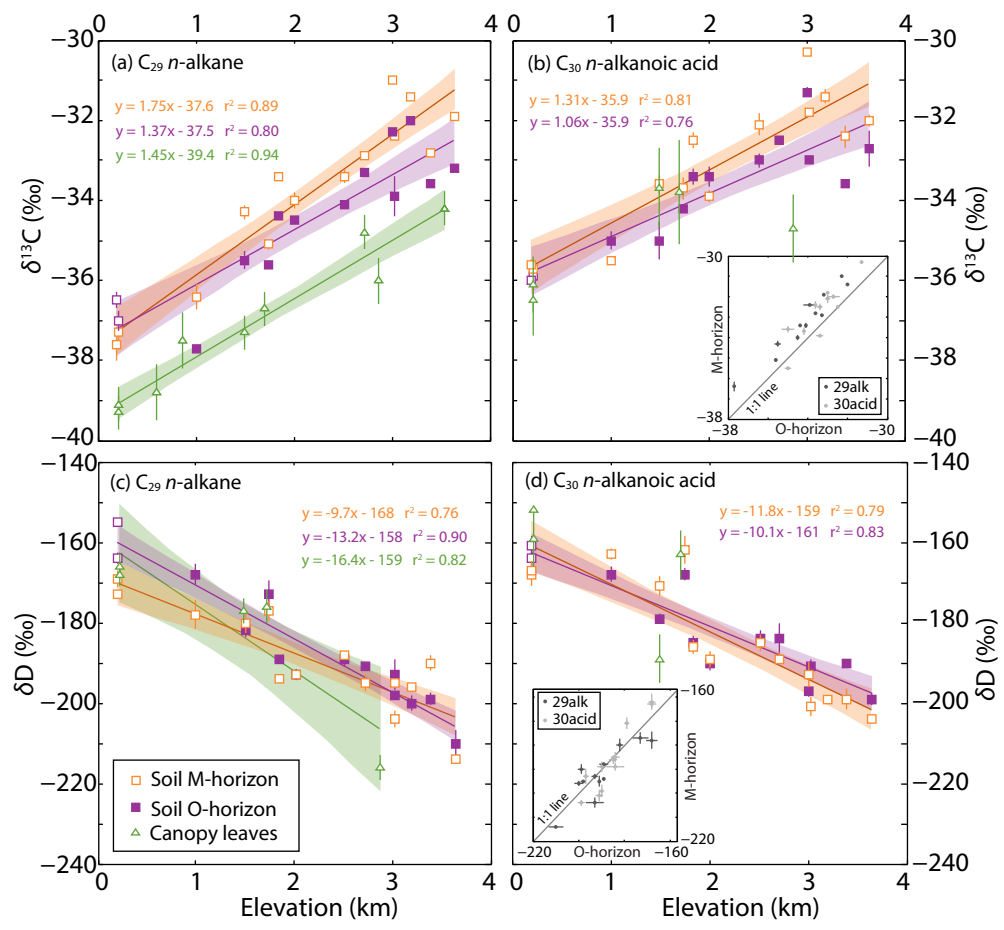 0 1 2 3 4 0 1 2 3 4
−30 −30
(a) C₂₉ n-alkane
(b) C₃₀ n-alkanoic acid
y = 1.75x - 37.6 r² = 0.89
y = 1.37x - 37.5 r² = 0.80
y = 1.45x - 39.4 r² = 0.94
y = 1.31x - 35.9 r² = 0.81
y = 1.06x - 35.9 r² = 0.76
−32 −32
−34 −34
δ¹³C (‰)
δ¹³C (‰)
−36 −36
−38 −38
−40 −40
−30
M-horizon
1:1 line
29alk
30acid
−38
−38 O-horizon −30
−140 −140
(c) C₂₉ n-alkane
(d) C₃₀ n-alkanoic acid
y = -9.7x - 168 r² = 0.76
y = -13.2x - 158 r² = 0.90
y = -16.4x - 159 r² = 0.82
y = -11.8x - 159 r² = 0.79
y = -10.1x - 161 r² = 0.83
−160 −160
−180 −180
δD (‰)
δD (‰)
−200 −200
−220 −220
−240 −240
Soil M-horizon
Soil O-horizon
Canopy leaves
29alk
30acid
−160
M-horizon
1:1 line
−220
−220 O-horizon −160
0 1 2 3 4 0 1 2 3 4
Elevation (km) Elevation (km)